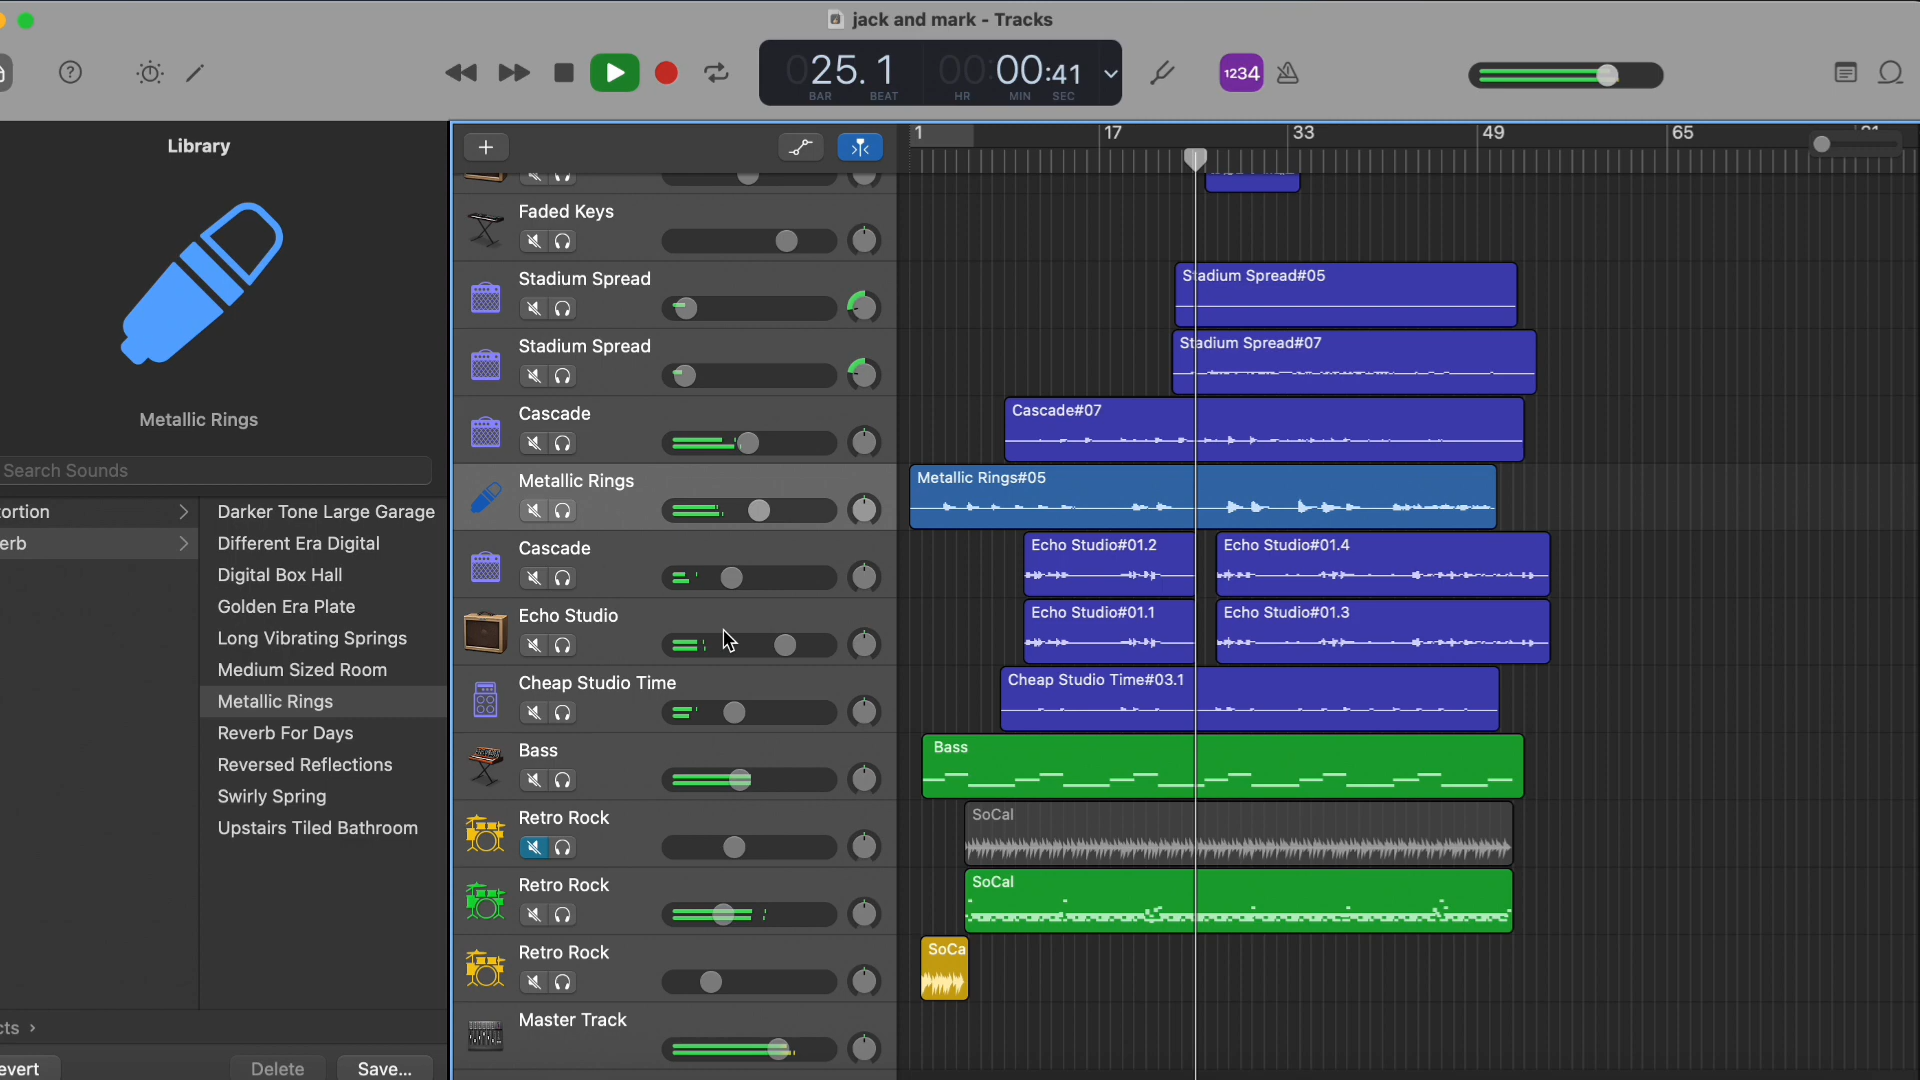 jack and mark - Tracks
25. 1
00:00:41
BAR BEAT HR MIN SEC
1234
Library
Metallic Rings
Search Sounds
ortion
erb
Darker Tone Large Garage
Different Era Digital
Digital Box Hall
Golden Era Plate
Long Vibrating Springs
Medium Sized Room
Metallic Rings
Reverb For Days
Reversed Reflections
Swirly Spring
Upstairs Tiled Bathroom
cts
evert
Delete
Save...
1 17 33 49 65
Faded Keys
Stadium Spread
Stadium Spread#05
Stadium Spread
Stadium Spread#07
Cascade
Cascade#07
Metallic Rings
Metallic Rings#05
Cascade
Echo Studio#01.2
Echo Studio#01.4
Echo Studio
Echo Studio#01.1
Echo Studio#01.3
Cheap Studio Time
Cheap Studio Time#03.1
Bass
Bass
Retro Rock
SoCal
Retro Rock
SoCal
Retro Rock
SoCa
Master Track